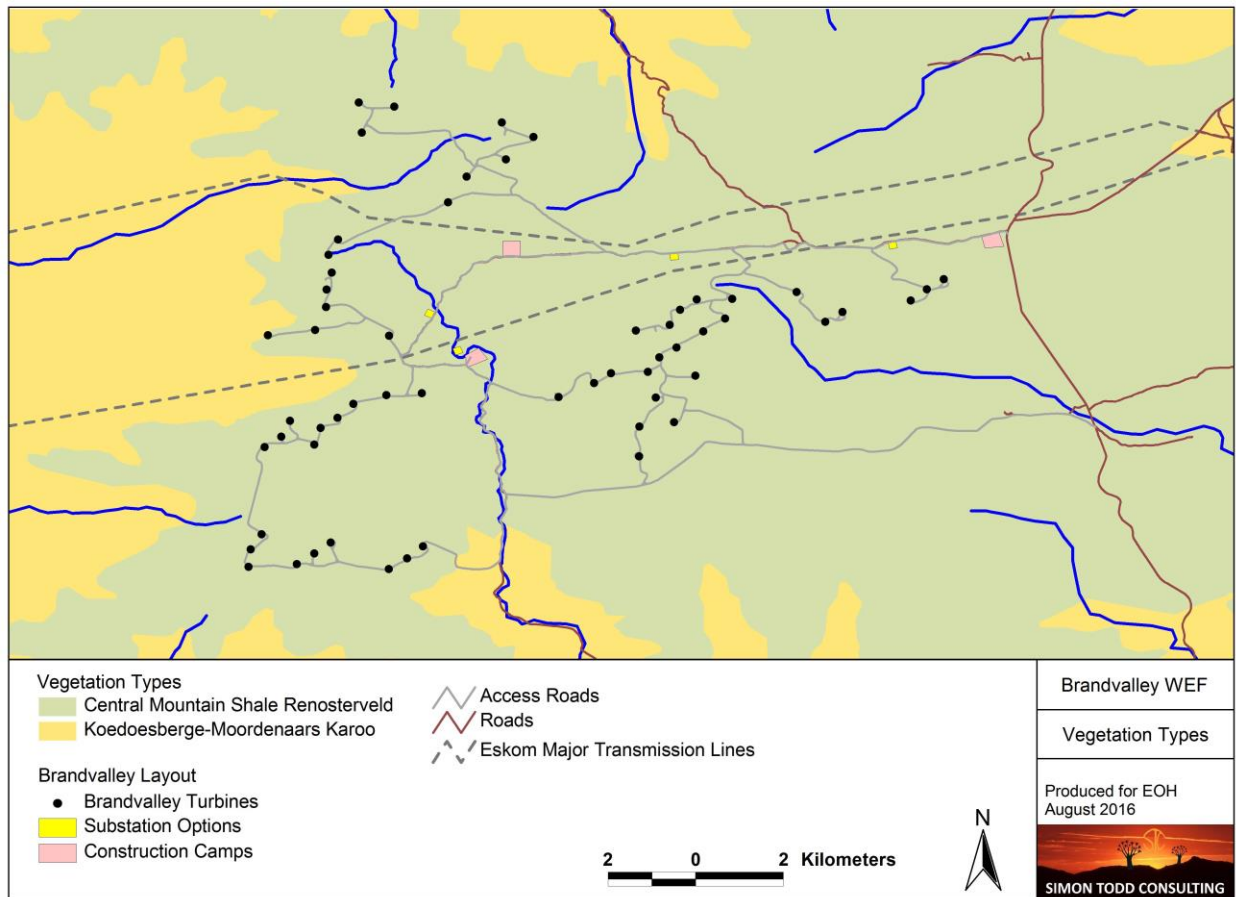 Vegetation Types
Central Mountain Shale Renosterveld
Koedoesberge-Moordenaars Karoo
Brandvalley Layout
Brandvalley Turbines
Substation Options
Construction Camps
Access Roads
Roads
Eskom Major Transmission Lines
2 0 2 Kilometers
N
Brandvalley WEF
Vegetation Types
Produced for EOH
August 2016
SIMON TODD CONSULTING